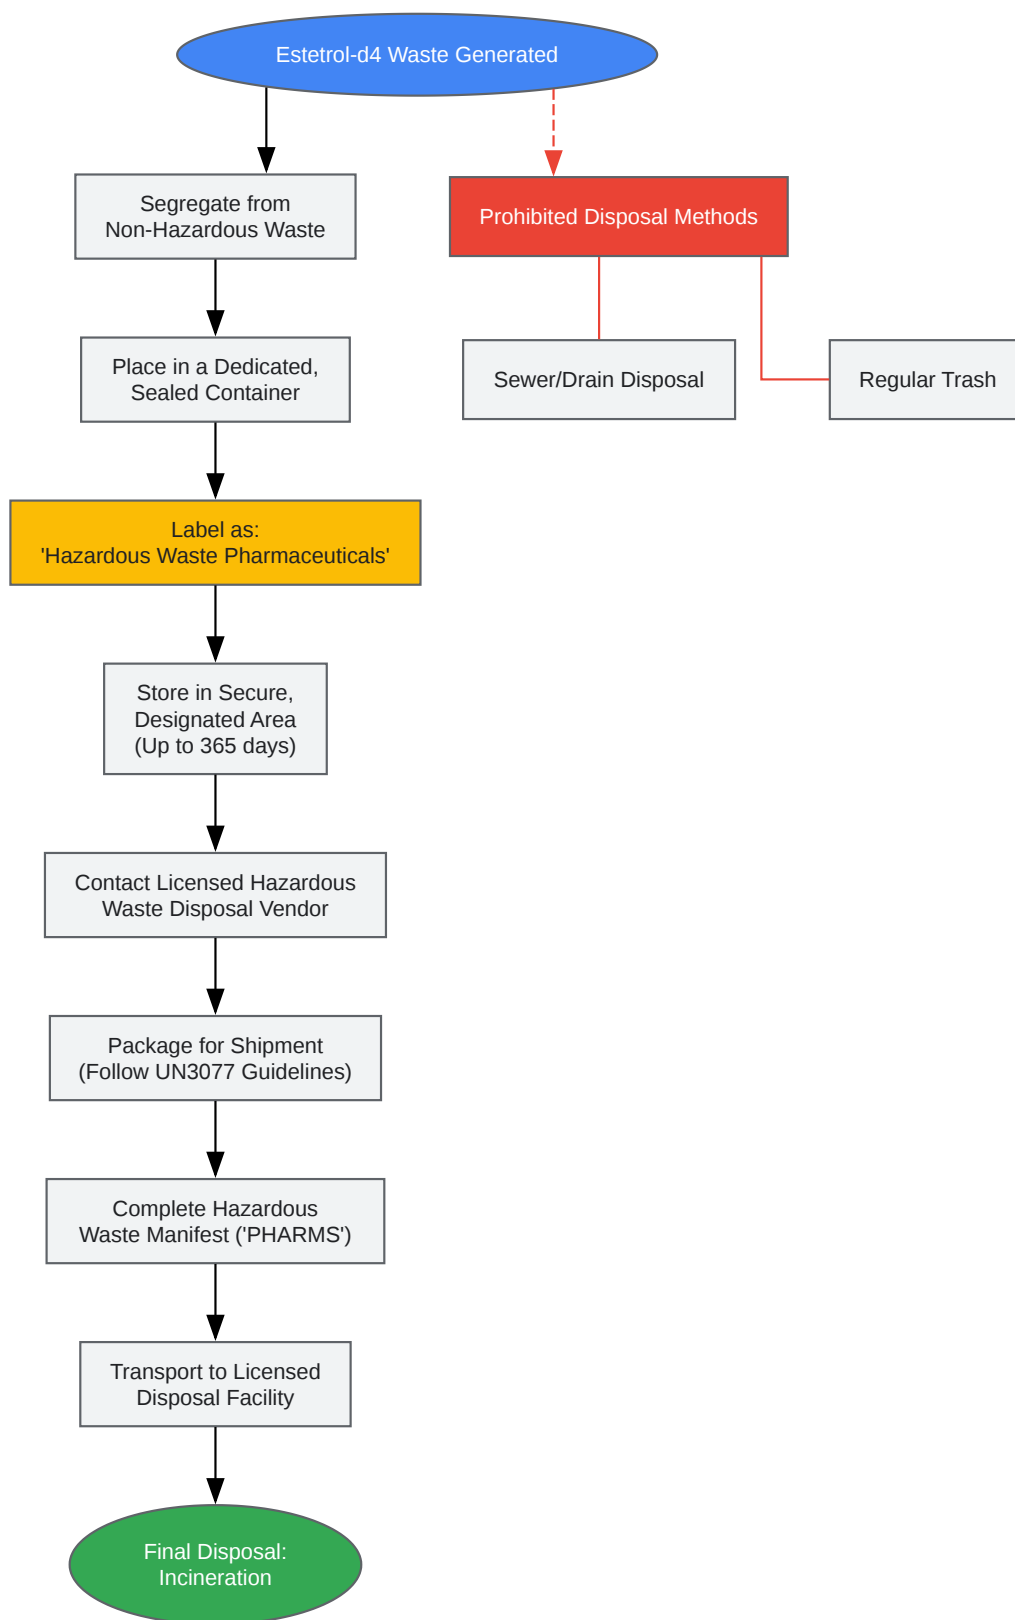 Estetrol-d4 Waste Generated
Segregate from
Non-Hazardous Waste
Prohibited Disposal Methods
Place in a Dedicated,
Sealed Container
Sewer/Drain Disposal
Regular Trash
Label as:
'Hazardous Waste Pharmaceuticals'
Store in Secure,
Designated Area
(Up to 365 days)
Contact Licensed Hazardous
Waste Disposal Vendor
Package for Shipment
(Follow UN3077 Guidelines)
Complete Hazardous
Waste Manifest ('PHARMS')
Transport to Licensed
Disposal Facility
Final Disposal:
Incineration